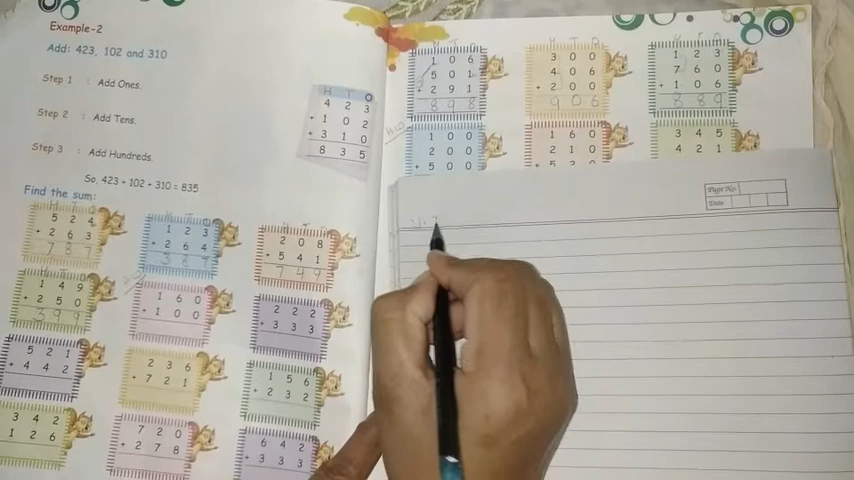 Example-2
Add: 423, 102 and 310
Step 1 : Add Ones.
Step 2 : Add Tens.
Step 3 : Add Hundreds.
H T O
4 2 3
+ 1 0 2
+ 3 1 0
8 3 5
So, 423 + 102 + 310 = 835
Find the sum:
H T O
5 2 4
+ 2 6 3
7 8 7
H T O
1 2 3
+ 2 6 4
3 8 7
H T O
2 0 8
+ 5 4 1
7 4 9
H T O
1 4 9
+ 2 5 0
3 9 9
1 6 0
+ 1 0 0
2 2 2
+ 3 3 3
5 2 1
+ 4 4 2
2 3 6
+ 7 2 1
1 5 6
+ 2 3 2
3 4 2
1 2 6
7 2 0
+ 2 7 8
6 4 2
+ 3 3 3
H T O
1 0 6
5 0 1
+ 2 9 1
8 9 8
H T O
3 0 0
4 0 6
+ 2 0 0
9 0 6
1 2 3
7 6 0
+ 1 0 6
H.W
1 0 0
2 0 0
+ 5 0 0
1 6 0
2 1 0
3 4 5
4 2 1
Page No.
Date